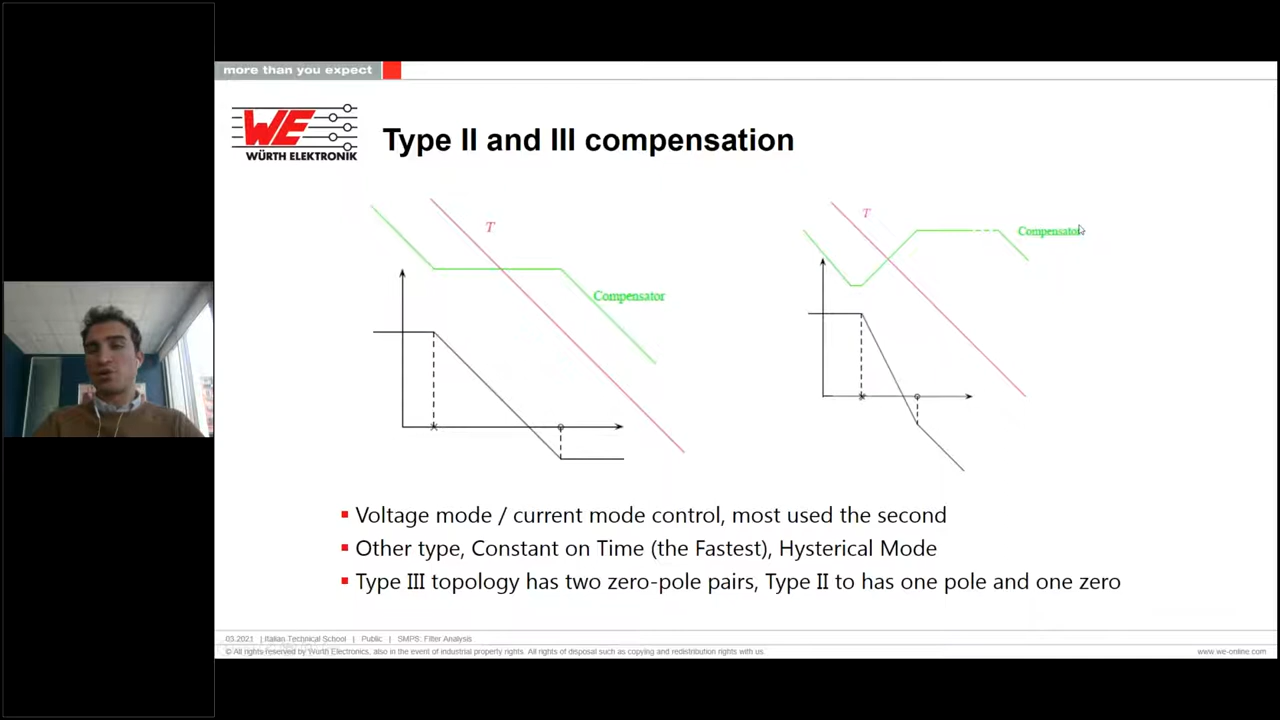 more than you expect
WE
WÜRTH ELEKTRONIK
Type II and III compensation
T
Compensator
T
Compensator
Voltage mode / current mode control, most used the second
Other type, Constant on Time (the Fastest), Hysterical Mode
Type III topology has two zero-pole pairs, Type II to has one pole and one zero
03.2021 | Italian Technical School | Public | SMPS: Filter Analysis
© All rights reserved by Wurth Electronics, also in the event of industrial property rights. All rights of disposal such as copying and redistribution rights with us.
www.we-online.com